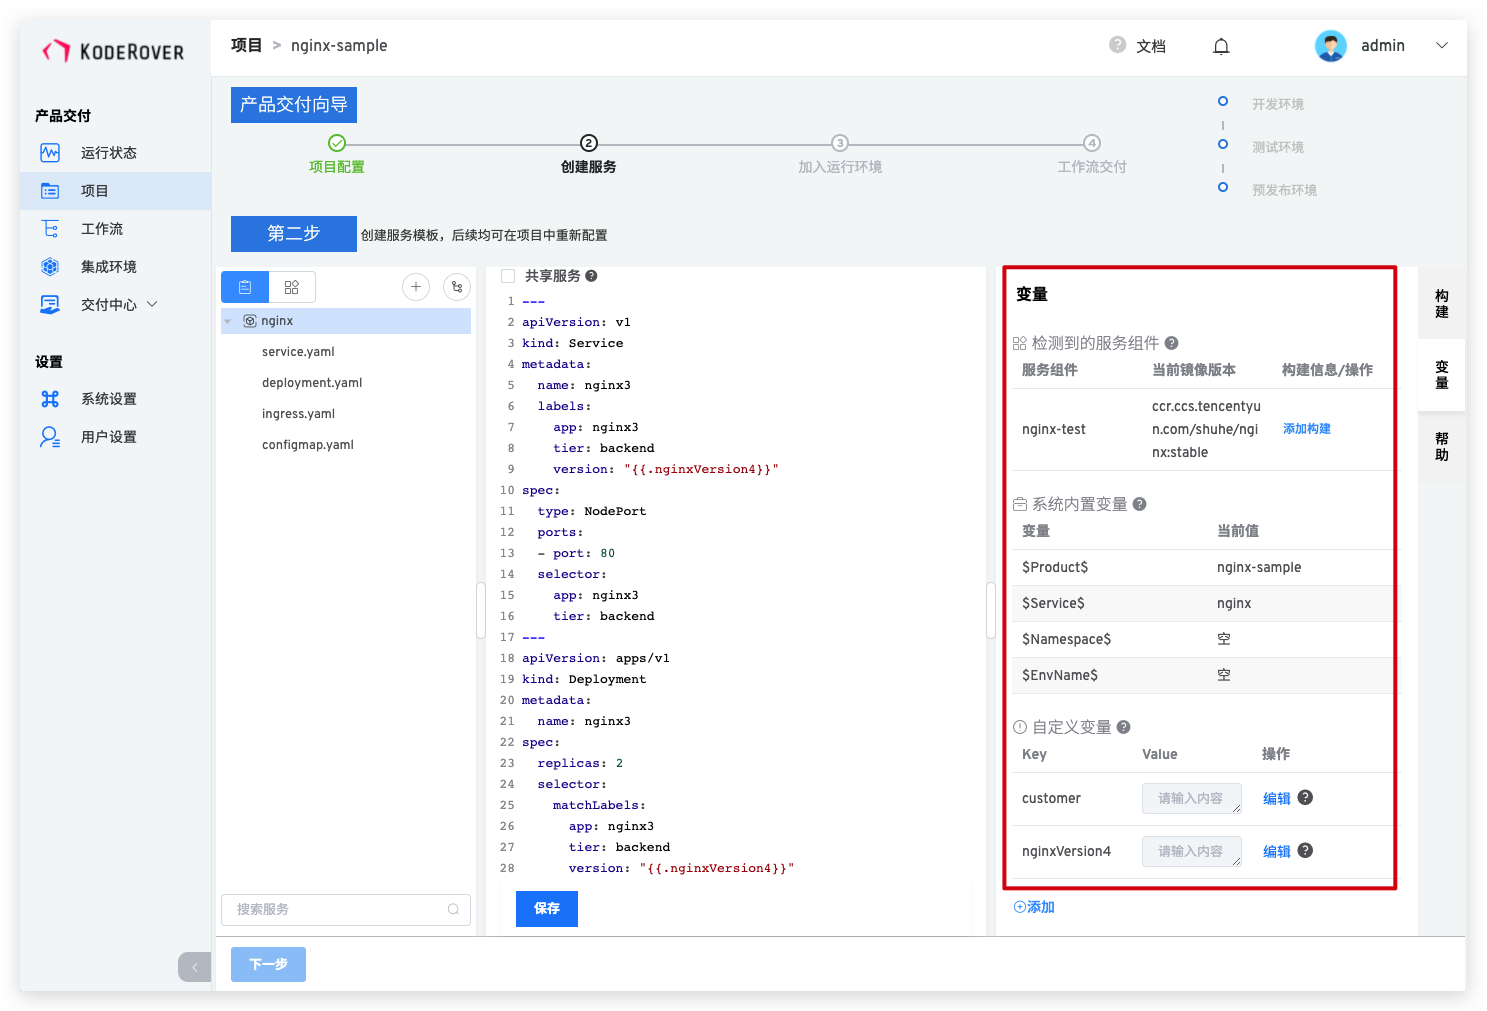 KODEROVER
项目 > nginx-sample
文档
admin
产品交付
运行状态
项目
工作流
集成环境
交付中心
设置
系统设置
用户设置
产品交付向导
项目配置
2
创建服务
3
加入运行环境
4
工作流交付
开发环境
测试环境
预发布环境
第二步
创建服务模板，后续均可在项目中重新配置
nginx
service.yaml
deployment.yaml
ingress.yaml
configmap.yaml
搜索服务
共享服务
1 ---
2 apiVersion: v1
3 kind: Service
4 metadata:
5 name: nginx3
6 labels:
7 app: nginx3
8 tier: backend
9 version: "{{.nginxVersion4}}"
10 spec:
11 type: NodePort
12 ports:
13 - port: 80
14 selector:
15 app: nginx3
16 tier: backend
17 ---
18 apiVersion: apps/v1
19 kind: Deployment
20 metadata:
21 name: nginx3
22 spec:
23 replicas: 2
24 selector:
25 matchLabels:
26 app: nginx3
27 tier: backend
28 version: "{{.nginxVersion4}}"
保存
变量
检测到的服务组件
服务组件 当前镜像版本 构建信息/操作
nginx-test
ccr.ccs.tencentyu
n.com/shuhe/ngi
nx:stable
添加构建
系统内置变量
变量 当前值
$Product$ nginx-sample
$Service$ nginx
$Namespace$ 空
$EnvName$ 空
自定义变量
Key Value 操作
customer 请输入内容 编辑
nginxVersion4 请输入内容 编辑
添加
构建
变量
帮助
下一步